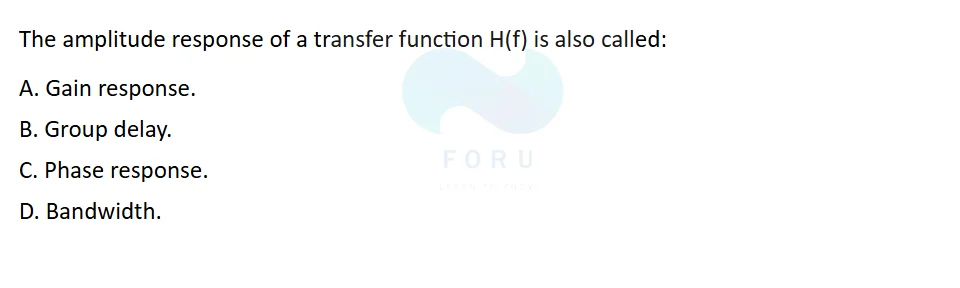 The amplitude response of a transfer function H(f) is also called:
A. Gain response.
B. Group delay.
C. Phase response.
FORU
D. Bandwidth.